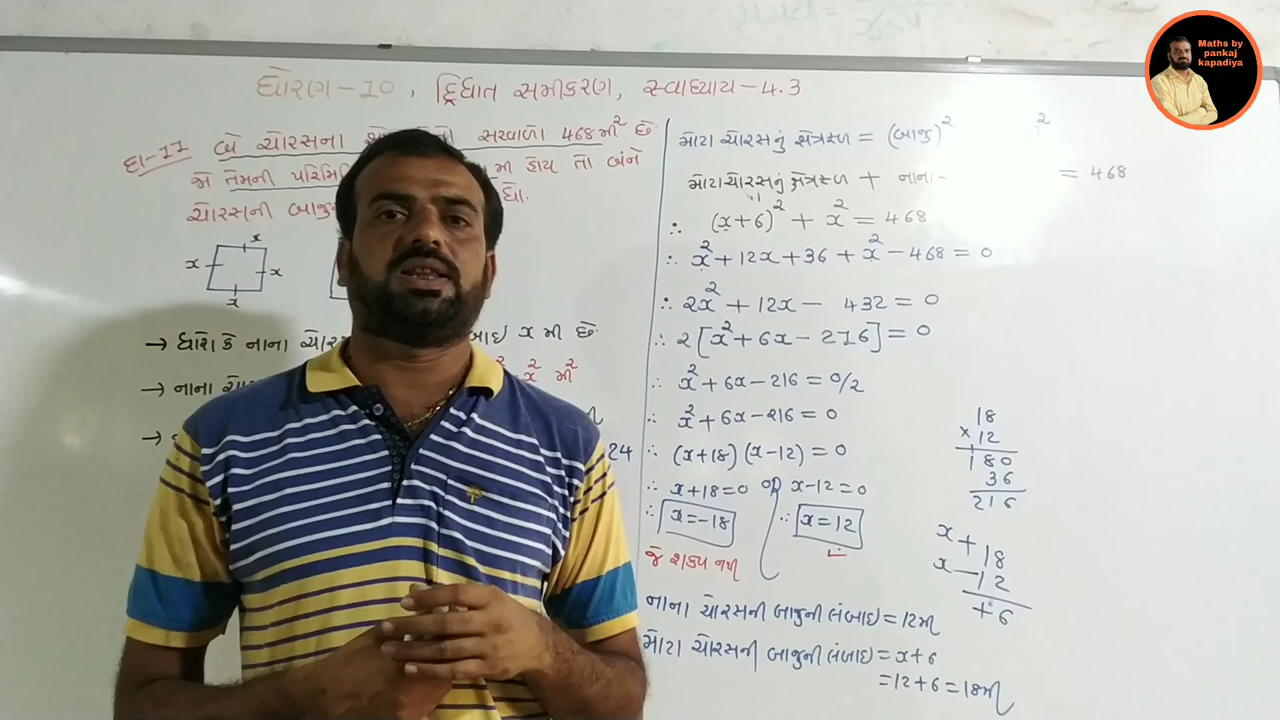 Maths by
pankaj
kapadiya
ધોરણ-10, દ્વિઘાત સમીકરણ, સ્વાધ્યાય-4.3
દા-11 બે ચોરસના સરવાળો 468 મી² છે
જો તેમની પરિમિ મી હોય તો બંને
ચોરસની બાજુ
x
x x
x
→ ધારો કે નાના ચોર લંબાઇ x મી છે
→ નાના ચો x² મી²
→
24
મોટા ચોરસનું ક્ષેત્રફળ = (બાજુ)²
2
મોટા ચોરસનું ક્ષેત્રફળ + નાના = 468
∴ (x+6)² + x² = 468
∴ x² + 12x + 36 + x² - 468 = 0
∴ 2x² + 12x - 432 = 0
∴ 2[x² + 6x - 216] = 0
∴ x² + 6x - 216 = 0/2
∴ x² + 6x - 216 = 0
∴ (x+18) (x-12) = 0
∴ x+18=0 or x-12=0
∴ x=-18 ∴ x=12
જે શક્ય નથી
નાના ચોરસની બાજુની લંબાઇ = 12 મી
મોટા ચોરસની બાજુની લંબાઇ = x+6
= 12+6 = 18 મી
18
× 12
180
36
216
x + 18
x - 12
+6